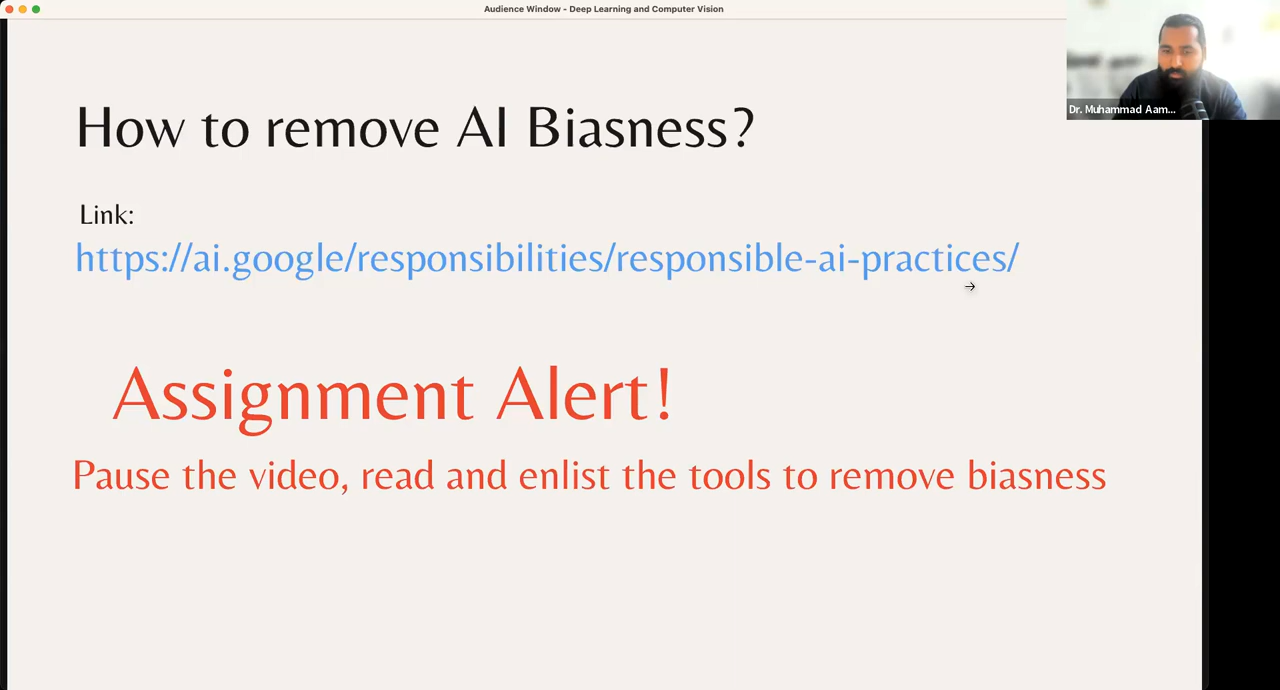 Audience Window - Deep Learning and Computer Vision
Dr. Muhammad Aam...
How to remove AI Biasness?
Link:
https://ai.google/responsibilities/responsible-ai-practices/
Assignment Alert!
Pause the video, read and enlist the tools to remove biasness